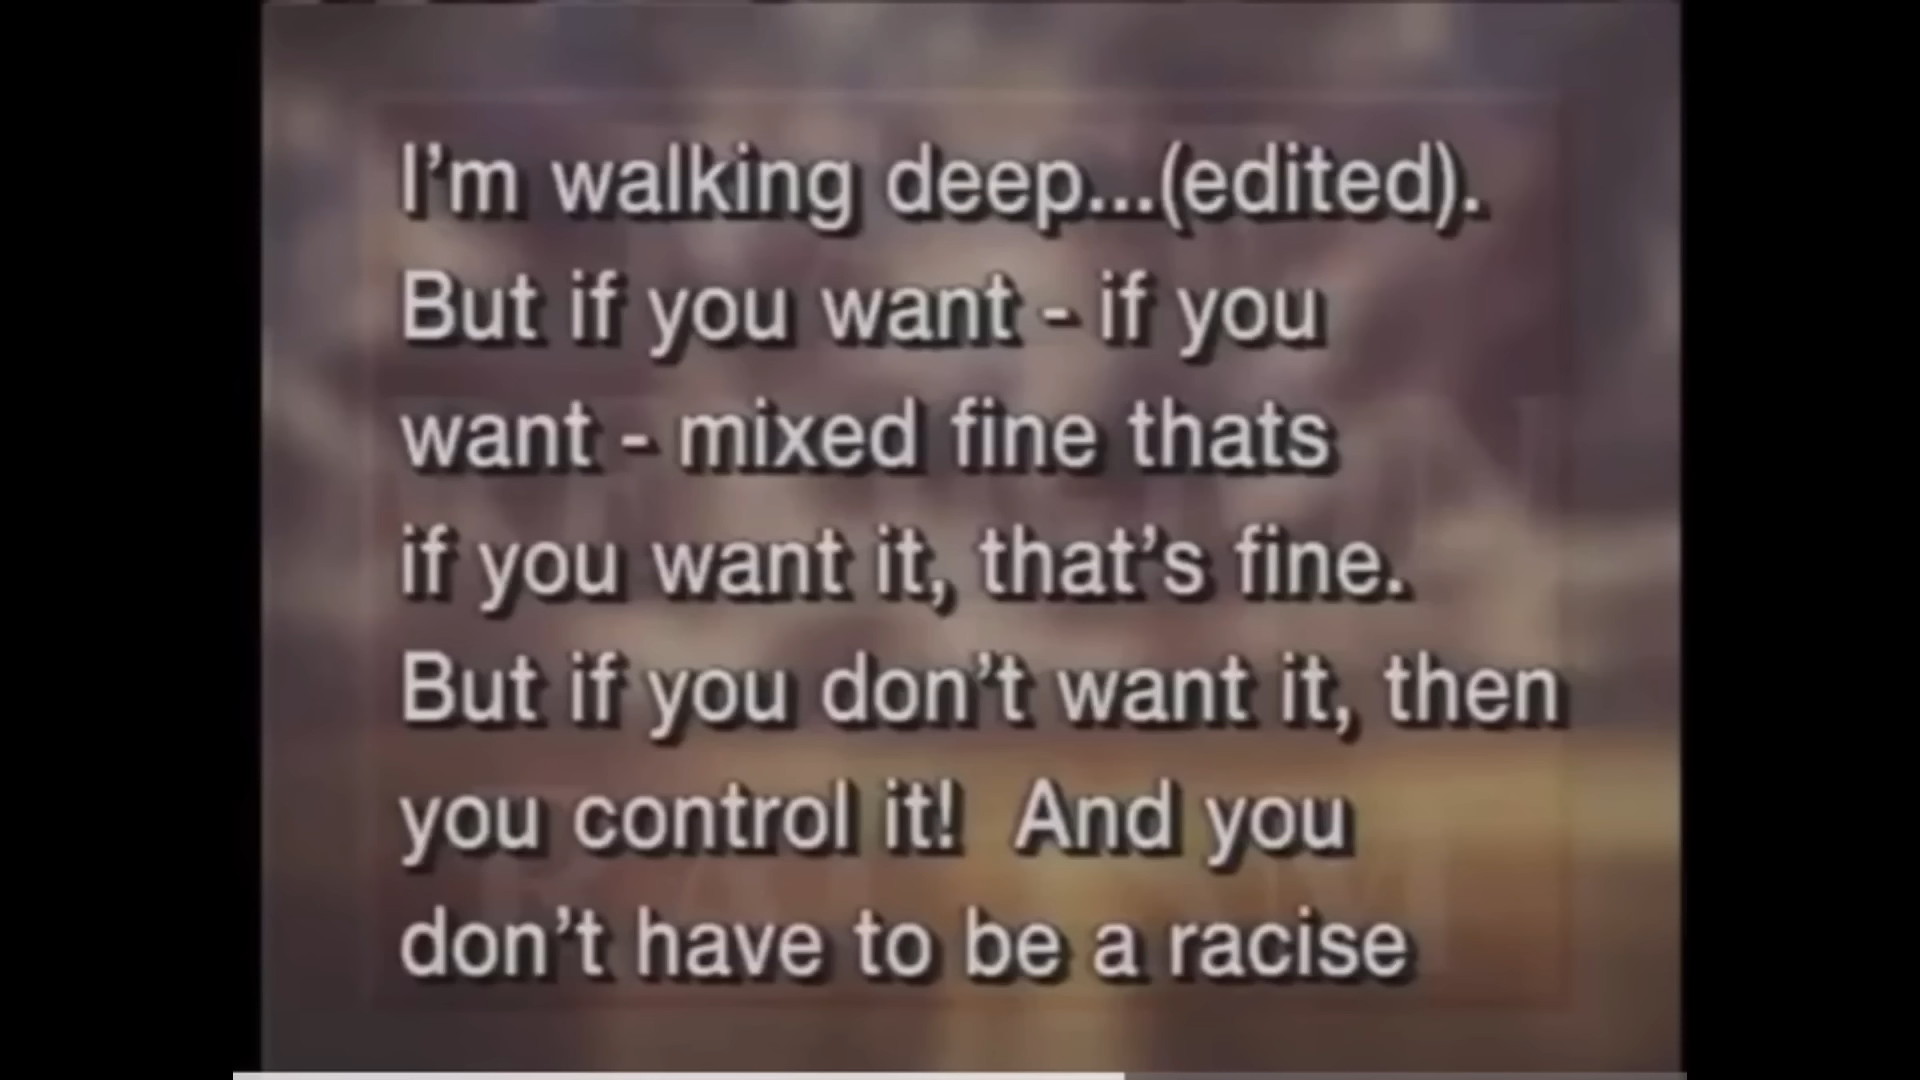 I'm walking deep...(edited).
But if you want - if you
want - mixed fine thats
if you want it, that's fine.
But if you don't want it, then
you control it! And you
don't have to be a racise